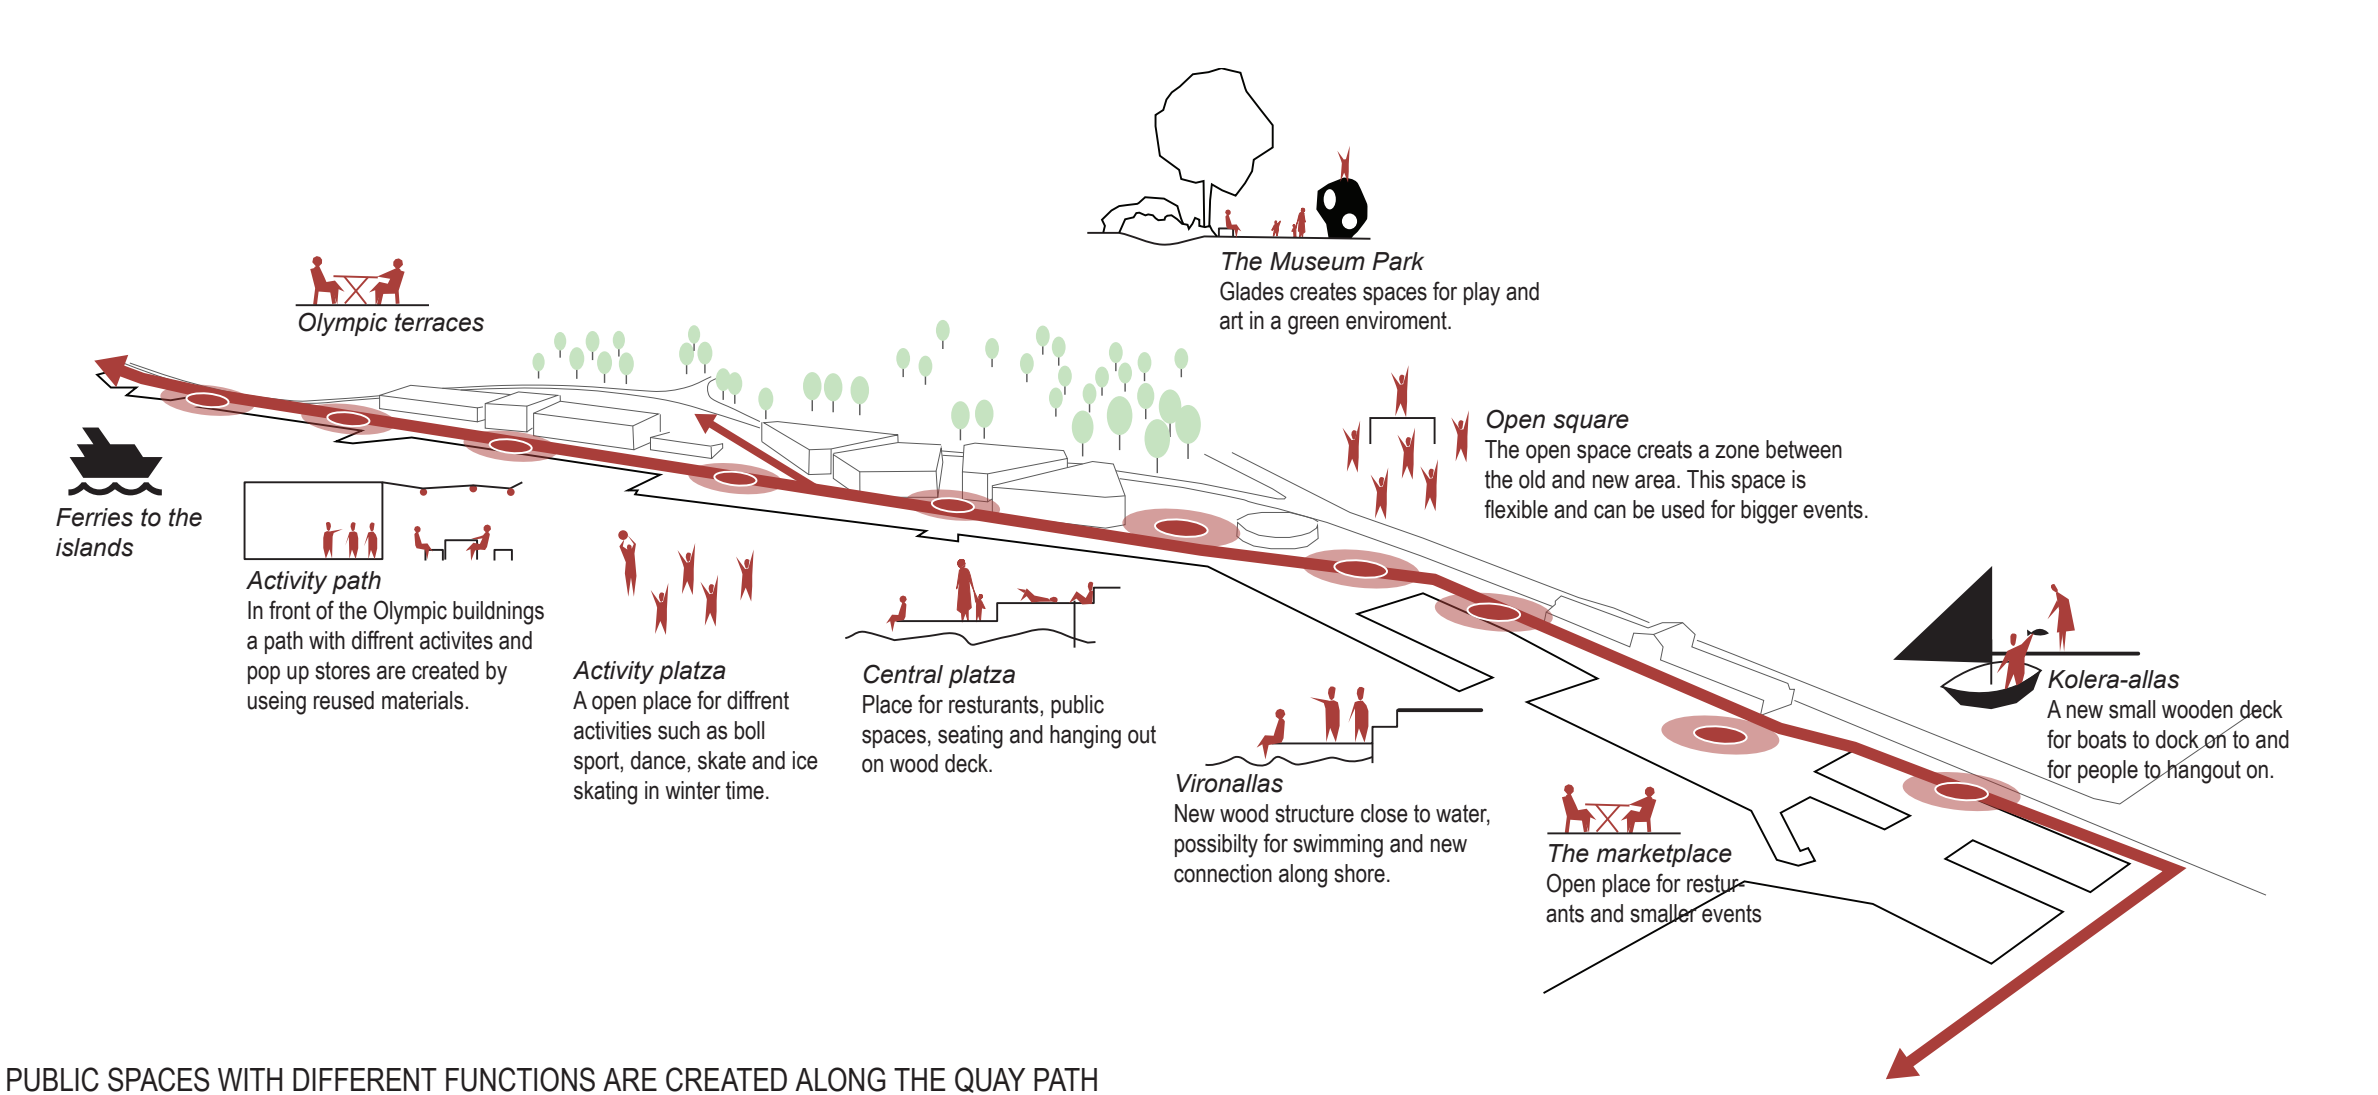 The Museum Park
Glades creates spaces for play and
art in a green enviroment.
Olympic terraces
Open square
The open space creats a zone between
the old and new area. This space is
flexible and can be used for bigger events.
Ferries to the
islands
Activity path
In front of the Olympic buildnings
a path with diffrent activites and
pop up stores are created by
useing reused materials.
Activity platza
A open place for diffrent
activities such as boll
sport, dance, skate and ice
skating in winter time.
Central platza
Place for resturants, public
spaces, seating and hanging out
on wood deck.
Vironallas
New wood structure close to water,
possibilty for swimming and new
connection along shore.
Kolera-allas
A new small wooden deck
for boats to dock on to and
for people to hangout on.
The marketplace
Open place for restur-
ants and smaller events
PUBLIC SPACES WITH DIFFERENT FUNCTIONS ARE CREATED ALONG THE QUAY PATH